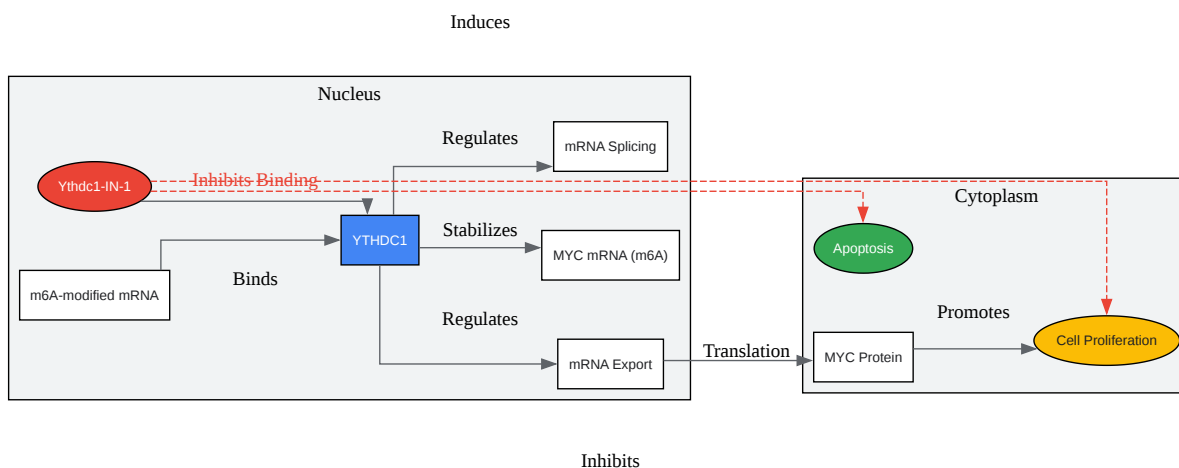 Induces
Nucleus
Regulates
mRNA Splicing
Ythdc1-IN-1
Inhibits Binding
Cytoplasm
YTHDC1
Stabilizes
MYC mRNA (m6A)
Apoptosis
m6A-modified mRNA
Binds
Regulates
mRNA Export
Translation
MYC Protein
Promotes
Cell Proliferation
Inhibits